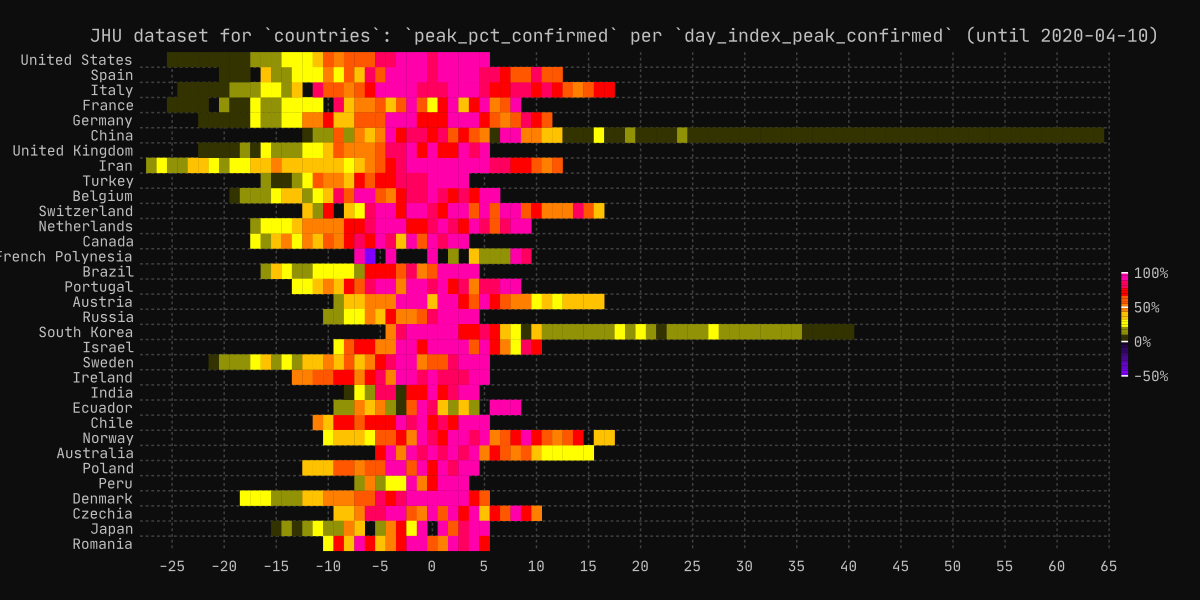 JHU dataset for `countries`: `peak_pct_confirmed` per `day_index_peak_confirmed` (until 2020-04-10)
United States
Spain
Italy
France
Germany
China
United Kingdom
Iran
Turkey
Belgium
Switzerland
Netherlands
Canada
French Polynesia
Brazil
Portugal
Austria
Russia
South Korea
Israel
Sweden
Ireland
India
Ecuador
Chile
Norway
Australia
Poland
Peru
Denmark
Czechia
Japan
Romania
100%
50%
0%
-50%
-25 -20 -15 -10 -5 0 5 10 15 20 25 30 35 40 45 50 55 60 65